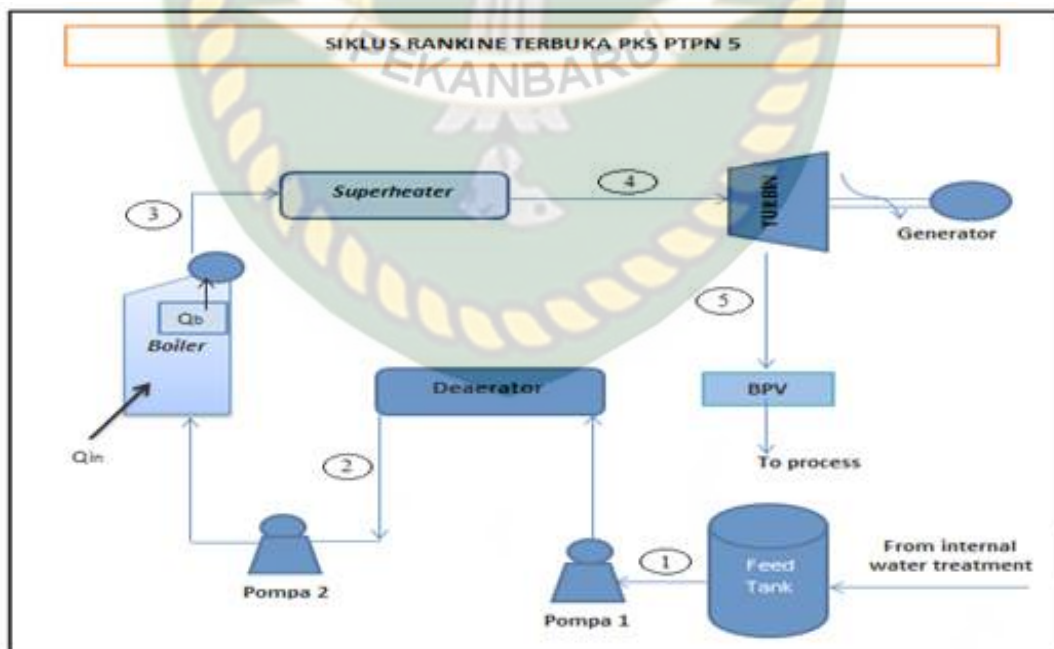 SIKLUS RANKINE TERBUKA PKS PTPN 5
PEKANBARU
Superheater
4
TURBIN
3
Generator
5
Qb
Boiler
Deaerator
BPV
Qin
2
To process
From internal
water treatment
1
Feed
Tank
Pompa 2
Pompa 1